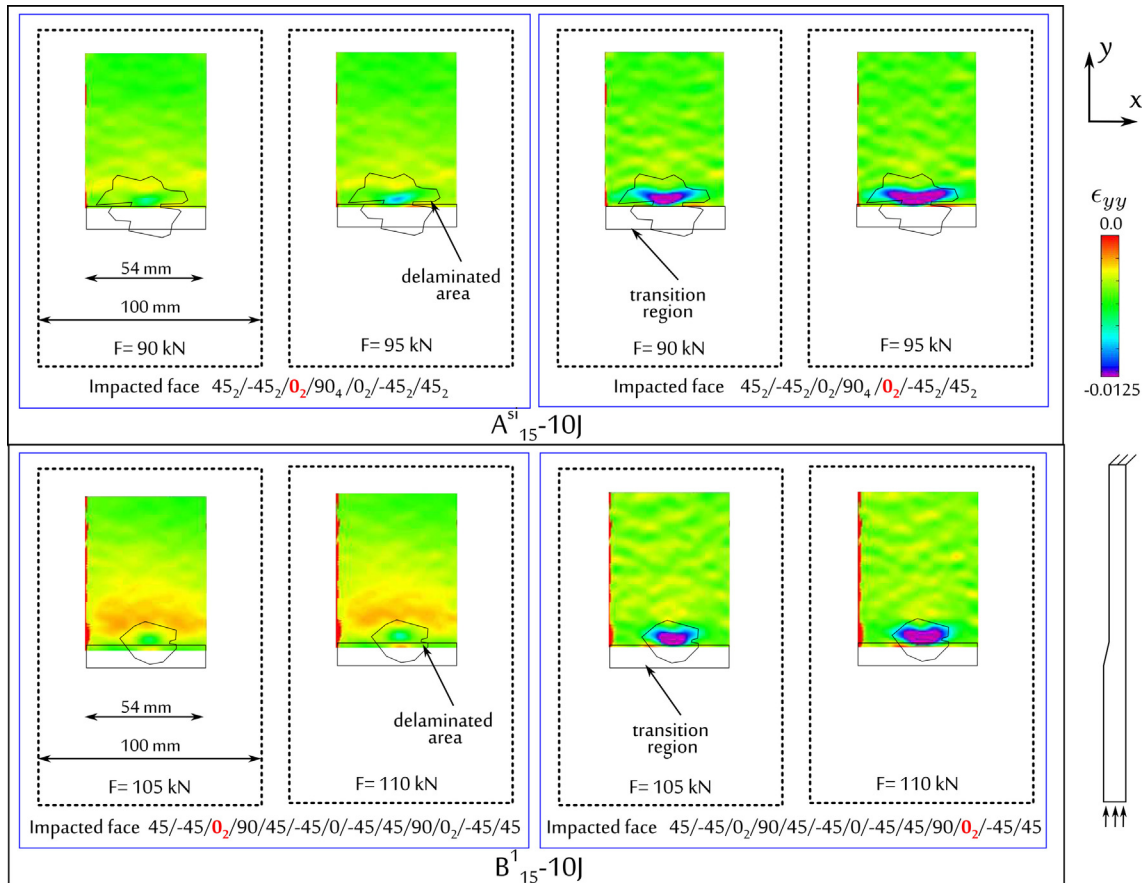 y
x
ϵyy
0.0
-0.0125
54 mm
100 mm
delaminated
area
F= 90 kN
F= 95 kN
Impacted face 45₂/-45₂/0₂/90₄/0₂/-45₂/45₂
transition
region
F= 90 kN
F= 95 kN
Impacted face 45₂/-45₂/0₂/90₄/0₂/-45₂/45₂
Aˢⁱ₁₅-10J
54 mm
100 mm
delaminated
area
F= 105 kN
F= 110 kN
Impacted face 45/-45/0₂/90/45/-45/0/-45/45/90/0₂/-45/45
transition
region
F= 105 kN
F= 110 kN
Impacted face 45/-45/0₂/90/45/-45/0/-45/45/90/0₂/-45/45
B¹₁₅-10J